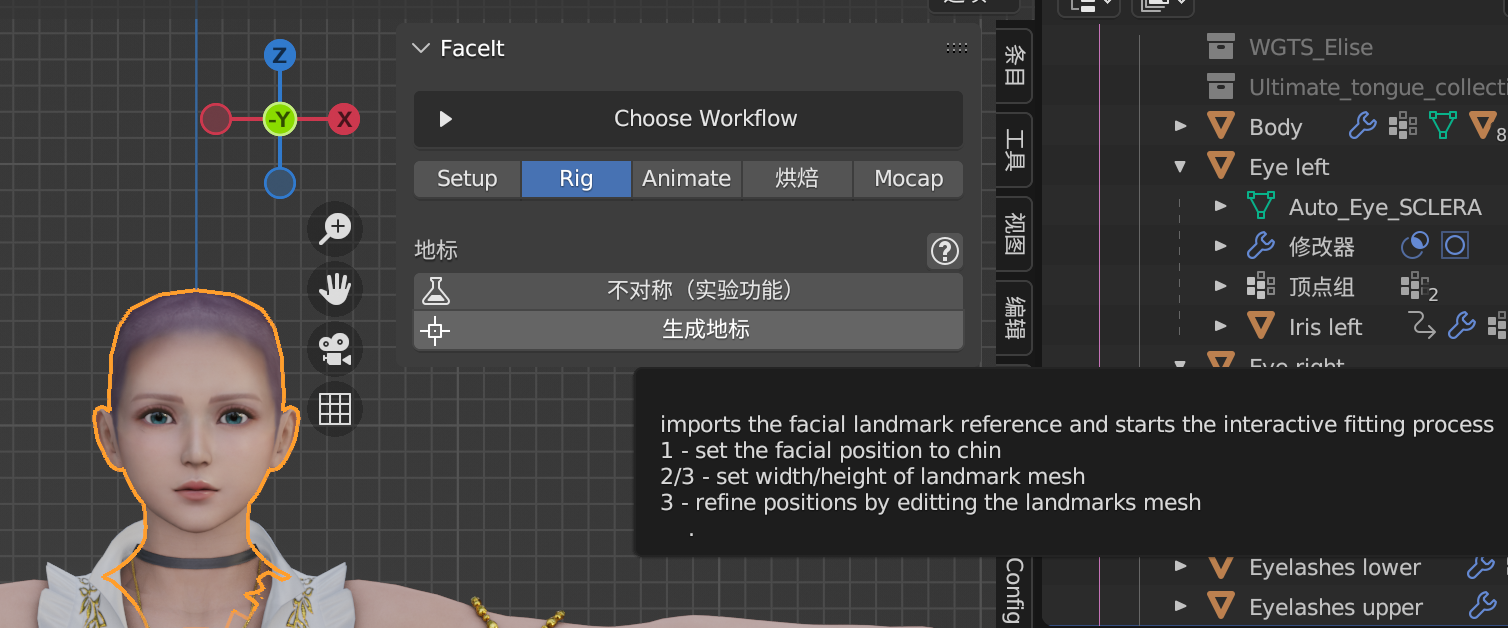 Z
-Y
X
FaceIt
Choose Workflow
Setup
Rig
Animate
烘焙
Mocap
地标
?
不对称（实验功能）
生成地标
条目
工具
视图
编辑
Config
imports the facial landmark reference and starts the interactive fitting process
1 - set the facial position to chin
2/3 - set width/height of landmark mesh
3 - refine positions by editting the landmarks mesh
.
WGTS_Elise
Ultimate_tongue_collecti
Body
8
Eye left
Auto_Eye_SCLERA
修改器
顶点组
2
Iris left
Eye right
Eyelashes lower
Eyelashes upper